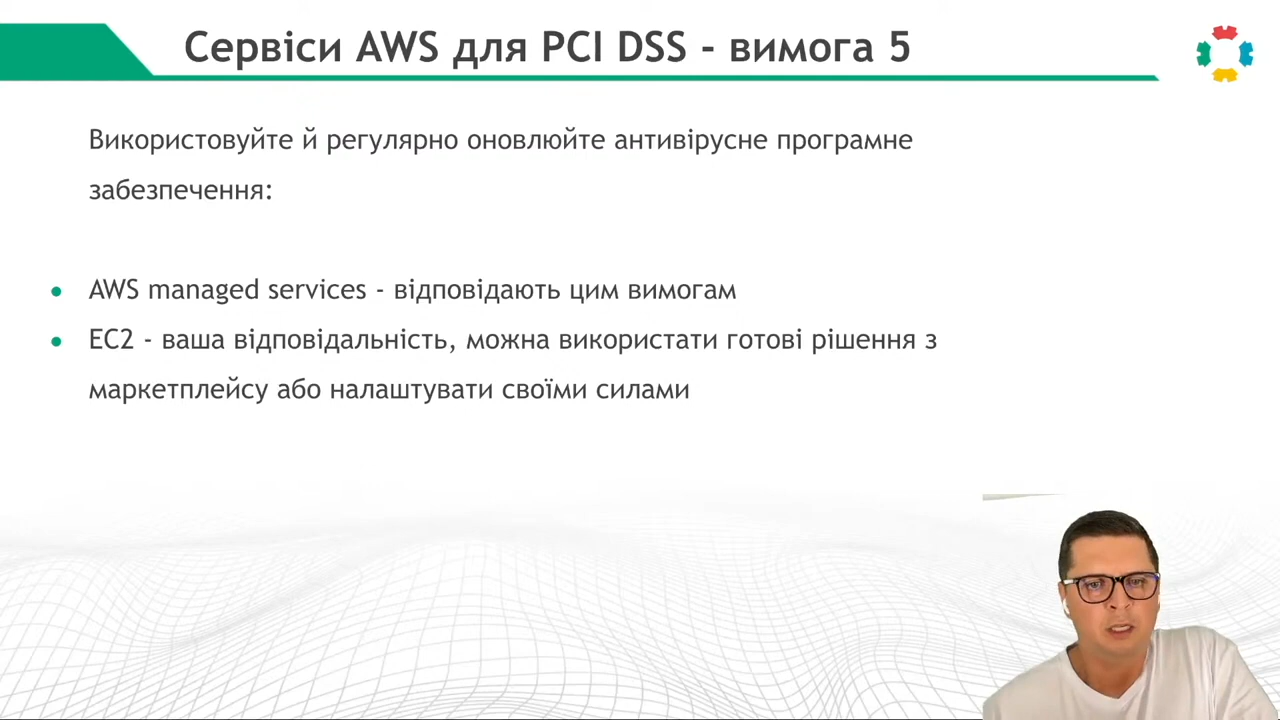 Сервіси AWS для PCI DSS - вимога 5
Використовуйте й регулярно оновлюйте антивірусне програмне
забезпечення:
AWS managed services - відповідають цим вимогам
EC2 - ваша відповідальність, можна використати готові рішення з
маркетплейсу або налаштувати своїми силами